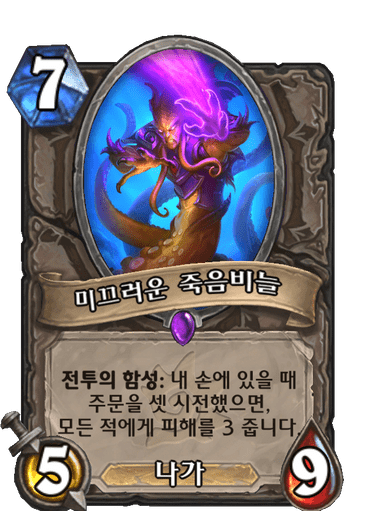 7
미끄러운 죽음비늘
전투의 함성: 내 손에 있을 때
주문을 셋 시전했으면,
모든 적에게 피해를 3 줍니다.
5
나가
9